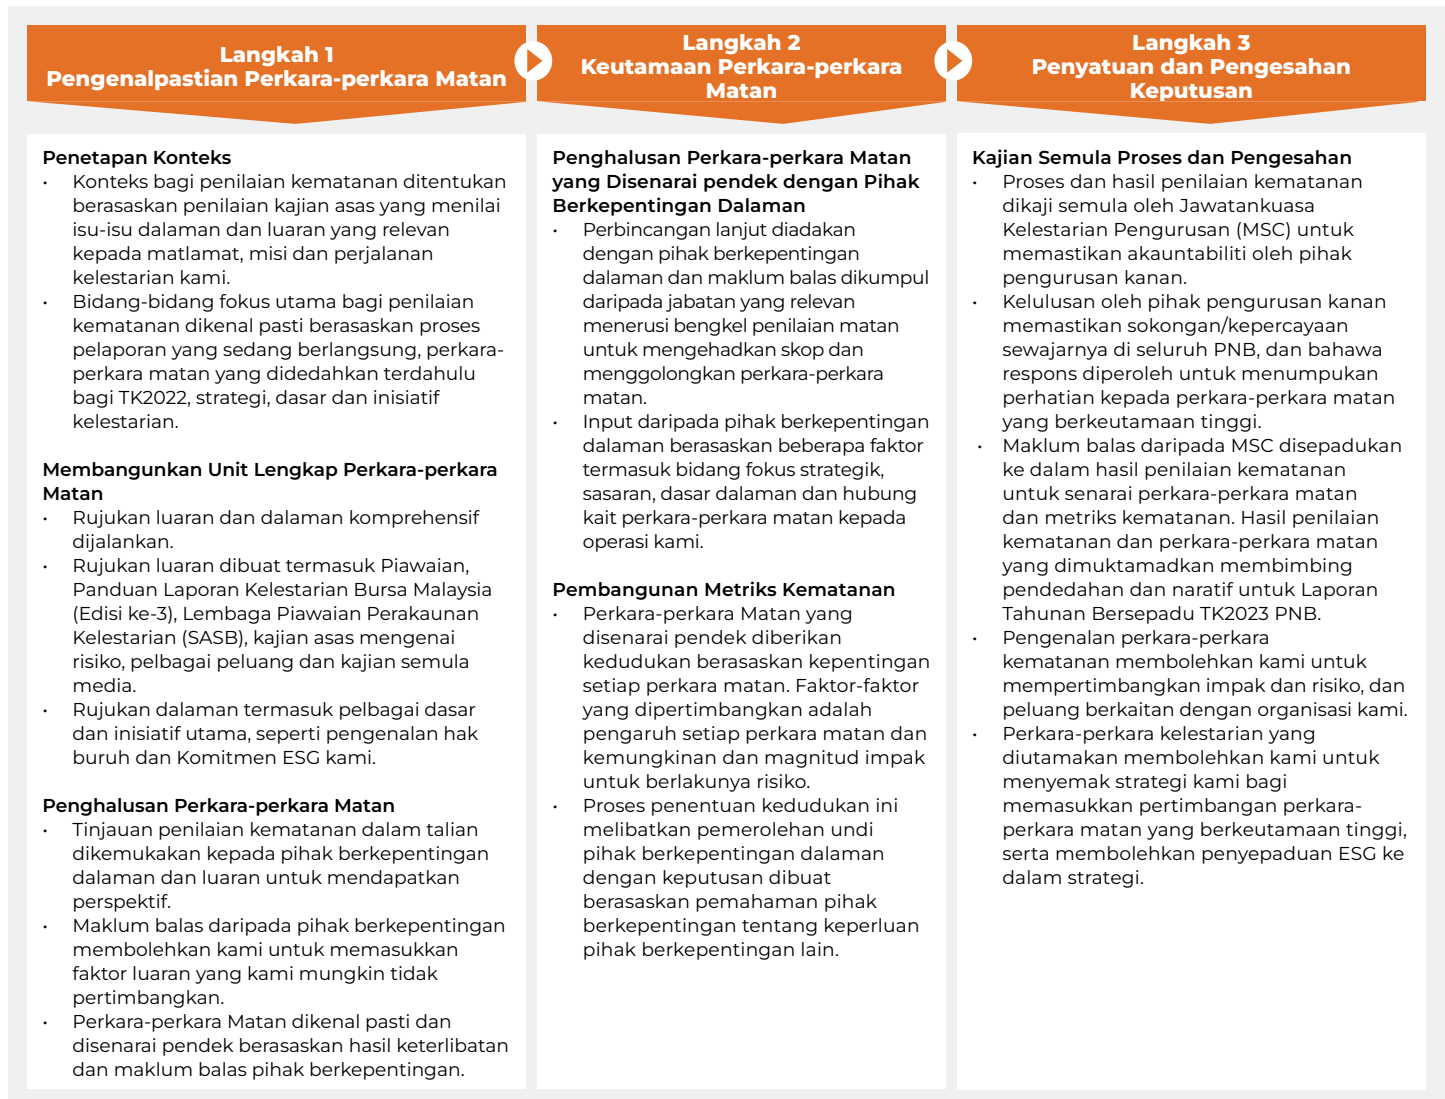 Langkah 1
Pengenalpastian Perkara-perkara Matan
Langkah 2
Keutamaan Perkara-perkara
Matan
Langkah 3
Penyatuan dan Pengesahan
Keputusan
Penetapan Konteks
• Konteks bagi penilaian kematanan ditentukan
berasaskan penilaian kajian asas yang menilai
isu-isu dalaman dan luaran yang relevan
kepada matlamat, misi dan perjalanan
kelestarian kami.
• Bidang-bidang fokus utama bagi penilaian
kematanan dikenal pasti berasaskan proses
pelaporan yang sedang berlangsung, perkara-
perkara matan yang didedahkan terdahulu
bagi TK2022, strategi, dasar dan inisiatif
kelestarian.
Membangunkan Unit Lengkap Perkara-perkara
Matan
• Rujukan luaran dan dalaman komprehensif
dijalankan.
• Rujukan luaran dibuat termasuk Piawaian,
Panduan Laporan Kelestarian Bursa Malaysia
(Edisi ke-3), Lembaga Piawaian Perakaunan
Kelestarian (SASB), kajian asas mengenai
risiko, pelbagai peluang dan kajian semula
media.
• Rujukan dalaman termasuk pelbagai dasar
dan inisiatif utama, seperti pengenalan hak
buruh dan Komitmen ESG kami.
Penghalusan Perkara-perkara Matan
• Tinjauan penilaian kematanan dalam talian
dikemukakan kepada pihak berkepentingan
dalaman dan luaran untuk mendapatkan
perspektif.
• Maklum balas daripada pihak berkepentingan
membolehkan kami untuk memasukkan
faktor luaran yang kami mungkin tidak
pertimbangkan.
• Perkara-perkara Matan dikenal pasti dan
disenarai pendek berasaskan hasil keterlibatan
dan maklum balas pihak berkepentingan.
Penghalusan Perkara-perkara Matan
yang Disenarai pendek dengan Pihak
Berkepentingan Dalaman
• Perbincangan lanjut diadakan
dengan pihak berkepentingan
dalaman dan maklum balas dikumpul
daripada jabatan yang relevan
menerusi bengkel penilaian matan
untuk mengehadkan skop dan
menggolongkan perkara-perkara
matan.
• Input daripada pihak berkepentingan
dalaman berasaskan beberapa faktor
termasuk bidang fokus strategik,
sasaran, dasar dalaman dan hubung
kait perkara-perkara matan kepada
operasi kami.
Pembangunan Metriks Kematanan
• Perkara-perkara Matan yang
disenarai pendek diberikan
kedudukan berasaskan kepentingan
setiap perkara matan. Faktor-faktor
yang dipertimbangkan adalah
pengaruh setiap perkara matan dan
kemungkinan dan magnitud impak
untuk berlakunya risiko.
• Proses penentuan kedudukan ini
melibatkan pemerolehan undi
pihak berkepentingan dalaman
dengan keputusan dibuat
berasaskan pemahaman pihak
berkepentingan tentang keperluan
pihak berkepentingan lain.
Kajian Semula Proses dan Pengesahan
• Proses dan hasil penilaian kematanan
dikaji semula oleh Jawatankuasa
Kelestarian Pengurusan (MSC) untuk
memastikan akauntabiliti oleh pihak
pengurusan kanan.
• Kelulusan oleh pihak pengurusan kanan
memastikan sokongan/kepercayaan
sewajarnya di seluruh PNB, dan bahawa
respons diperoleh untuk menumpukan
perhatian kepada perkara-perkara matan
yang berkeutamaan tinggi.
• Maklum balas daripada MSC disepadukan
ke dalam hasil penilaian kematanan
untuk senarai perkara-perkara matan
dan metriks kematanan. Hasil penilaian
kematanan dan perkara-perkara matan
yang dimuktamadkan membimbing
pendedahan dan naratif untuk Laporan
Tahunan Bersepadu TK2023 PNB.
• Pengenalan perkara-perkara
kematanan membolehkan kami untuk
mempertimbangkan impak dan risiko, dan
peluang berkaitan dengan organisasi kami.
• Perkara-perkara kelestarian yang
diutamakan membolehkan kami untuk
menyemak strategi kami bagi
memasukkan pertimbangan perkara-
perkara matan yang berkeutamaan tinggi,
serta membolehkan penyepaduan ESG ke
dalam strategi.